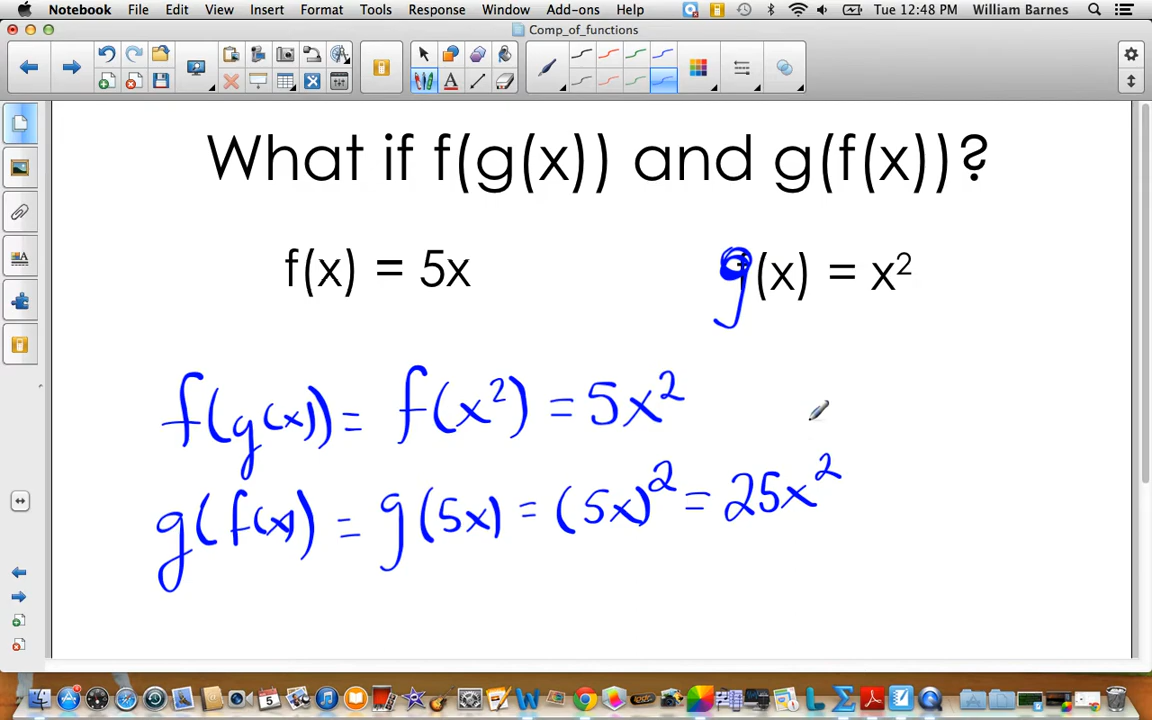 Notebook File Edit View Insert Format Tools Response Window Add-ons Help Tue 12:48 PM William Barnes
Comp_of_functions
What if f(g(x)) and g(f(x))?
f(x) = 5x g(x) = x²
f(g(x)) = f(x²) = 5x²
g(f(x)) = g(5x) = (5x)² = 25x²